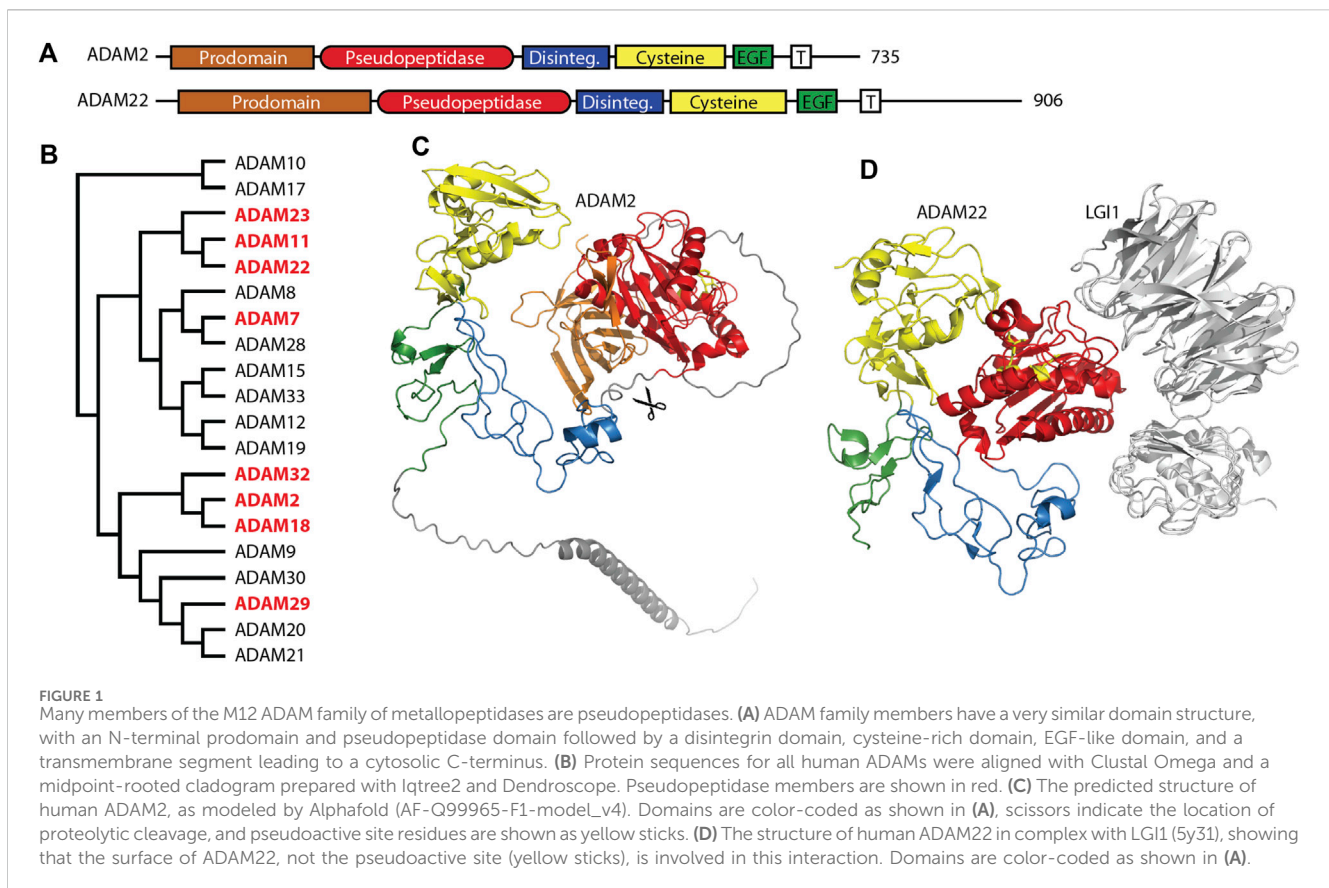 A
ADAM2 Prodomain Pseudopeptidase Disinteg. Cysteine EGF T 735
ADAM22 Prodomain Pseudopeptidase Disinteg. Cysteine EGF T 906
B
ADAM10
ADAM17
ADAM23
ADAM11
ADAM22
ADAM8
ADAM7
ADAM28
ADAM15
ADAM33
ADAM12
ADAM19
ADAM32
ADAM2
ADAM18
ADAM9
ADAM30
ADAM29
ADAM20
ADAM21
C
ADAM2
D
ADAM22
LGI1
FIGURE 1
Many members of the M12 ADAM family of metallopeptidases are pseudopeptidases. (A) ADAM family members have a very similar domain structure,
with an N-terminal prodomain and pseudopeptidase domain followed by a disintegrin domain, cysteine-rich domain, EGF-like domain, and a
transmembrane segment leading to a cytosolic C-terminus. (B) Protein sequences for all human ADAMs were aligned with Clustal Omega and a
midpoint-rooted cladogram prepared with Iqtree2 and Dendroscope. Pseudopeptidase members are shown in red. (C) The predicted structure of
human ADAM2, as modeled by Alphafold (AF-Q99965-F1-model_v4). Domains are color-coded as shown in (A), scissors indicate the location of
proteolytic cleavage, and pseudoactive site residues are shown as yellow sticks. (D) The structure of human ADAM22 in complex with LGI1 (5y31), showing
that the surface of ADAM22, not the pseudoactive site (yellow sticks), is involved in this interaction. Domains are color-coded as shown in (A).